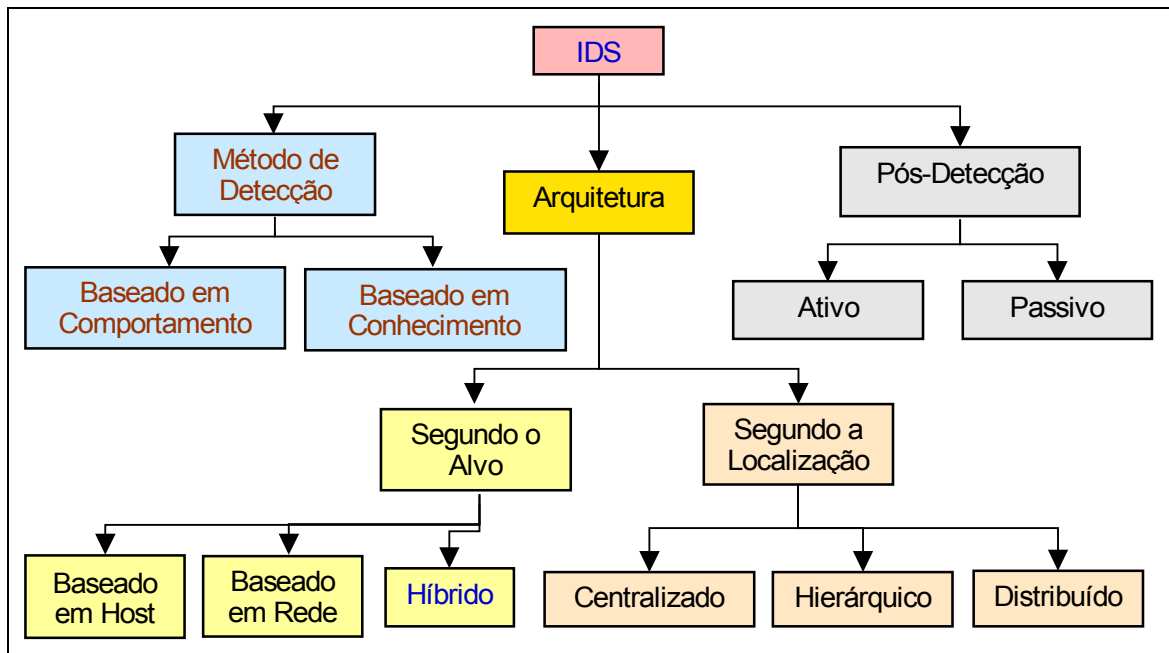 IDS
Método de
Detecção
Arquitetura
Pós-Detecção
Baseado em
Comportamento
Baseado em
Conhecimento
Ativo
Passivo
Segundo o
Alvo
Segundo a
Localização
Baseado
em Host
Baseado
em Rede
Híbrido
Centralizado
Hierárquico
Distribuído